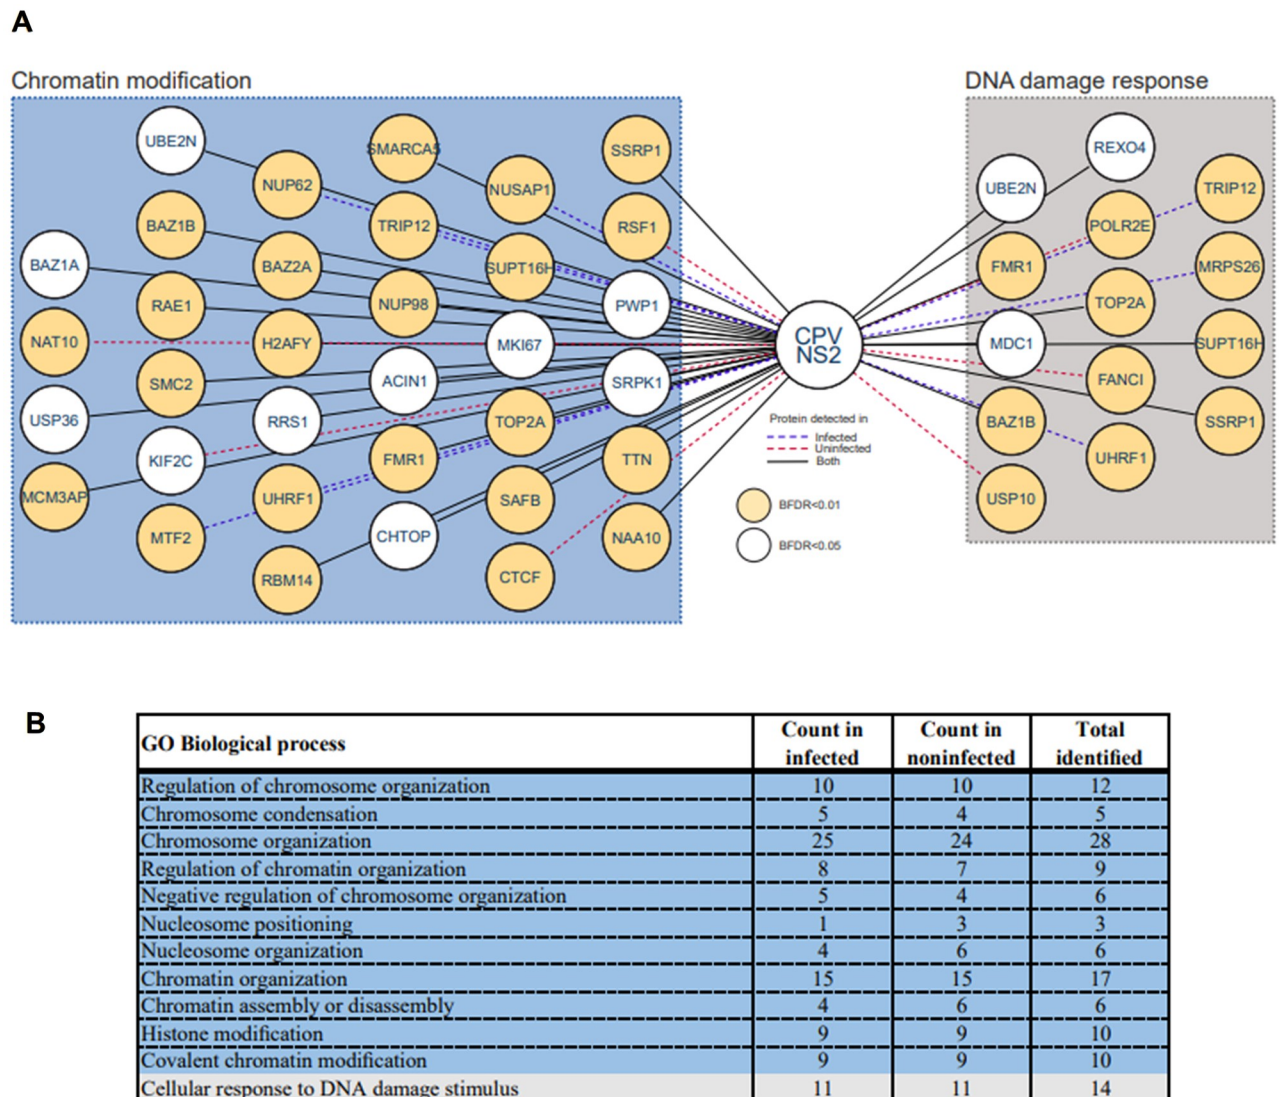 A
Chromatin modification
DNA damage response
UBE2N
SMARCA5
SSRP1
REXO4
NUP62
NUSAP1
UBE2N
TRIP12
BAZ1B
TRIP12
RSF1
POLR2E
BAZ1A
BAZ2A
SUPT16H
FMR1
MRPS26
RAE1
NUP98
PWP1
TOP2A
NAT10
H2AFY
MKI67
CPV
NS2
MDC1
SUPT16H
SMC2
ACIN1
SRPK1
FANCI
USP36
RRS1
TOP2A
Protein detected in
Infected
Uninfected
Both
BAZ1B
SSRP1
KIF2C
FMR1
TTN
UHRF1
MCM3AP
UHRF1
SAFB
BFDR<0.01
USP10
MTF2
CHTOP
NAA10
BFDR<0.05
RBM14
CTCF
B
GO Biological process Count in infected Count in noninfected Total identified
Regulation of chromosome organization 10 10 12
Chromosome condensation 5 4 5
Chromosome organization 25 24 28
Regulation of chromatin organization 8 7 9
Negative regulation of chromosome organization 5 4 6
Nucleosome positioning 1 3 3
Nucleosome organization 4 6 6
Chromatin organization 15 15 17
Chromatin assembly or disassembly 4 6 6
Histone modification 9 9 10
Covalent chromatin modification 9 9 10
Cellular response to DNA damage stimulus 11 11 14